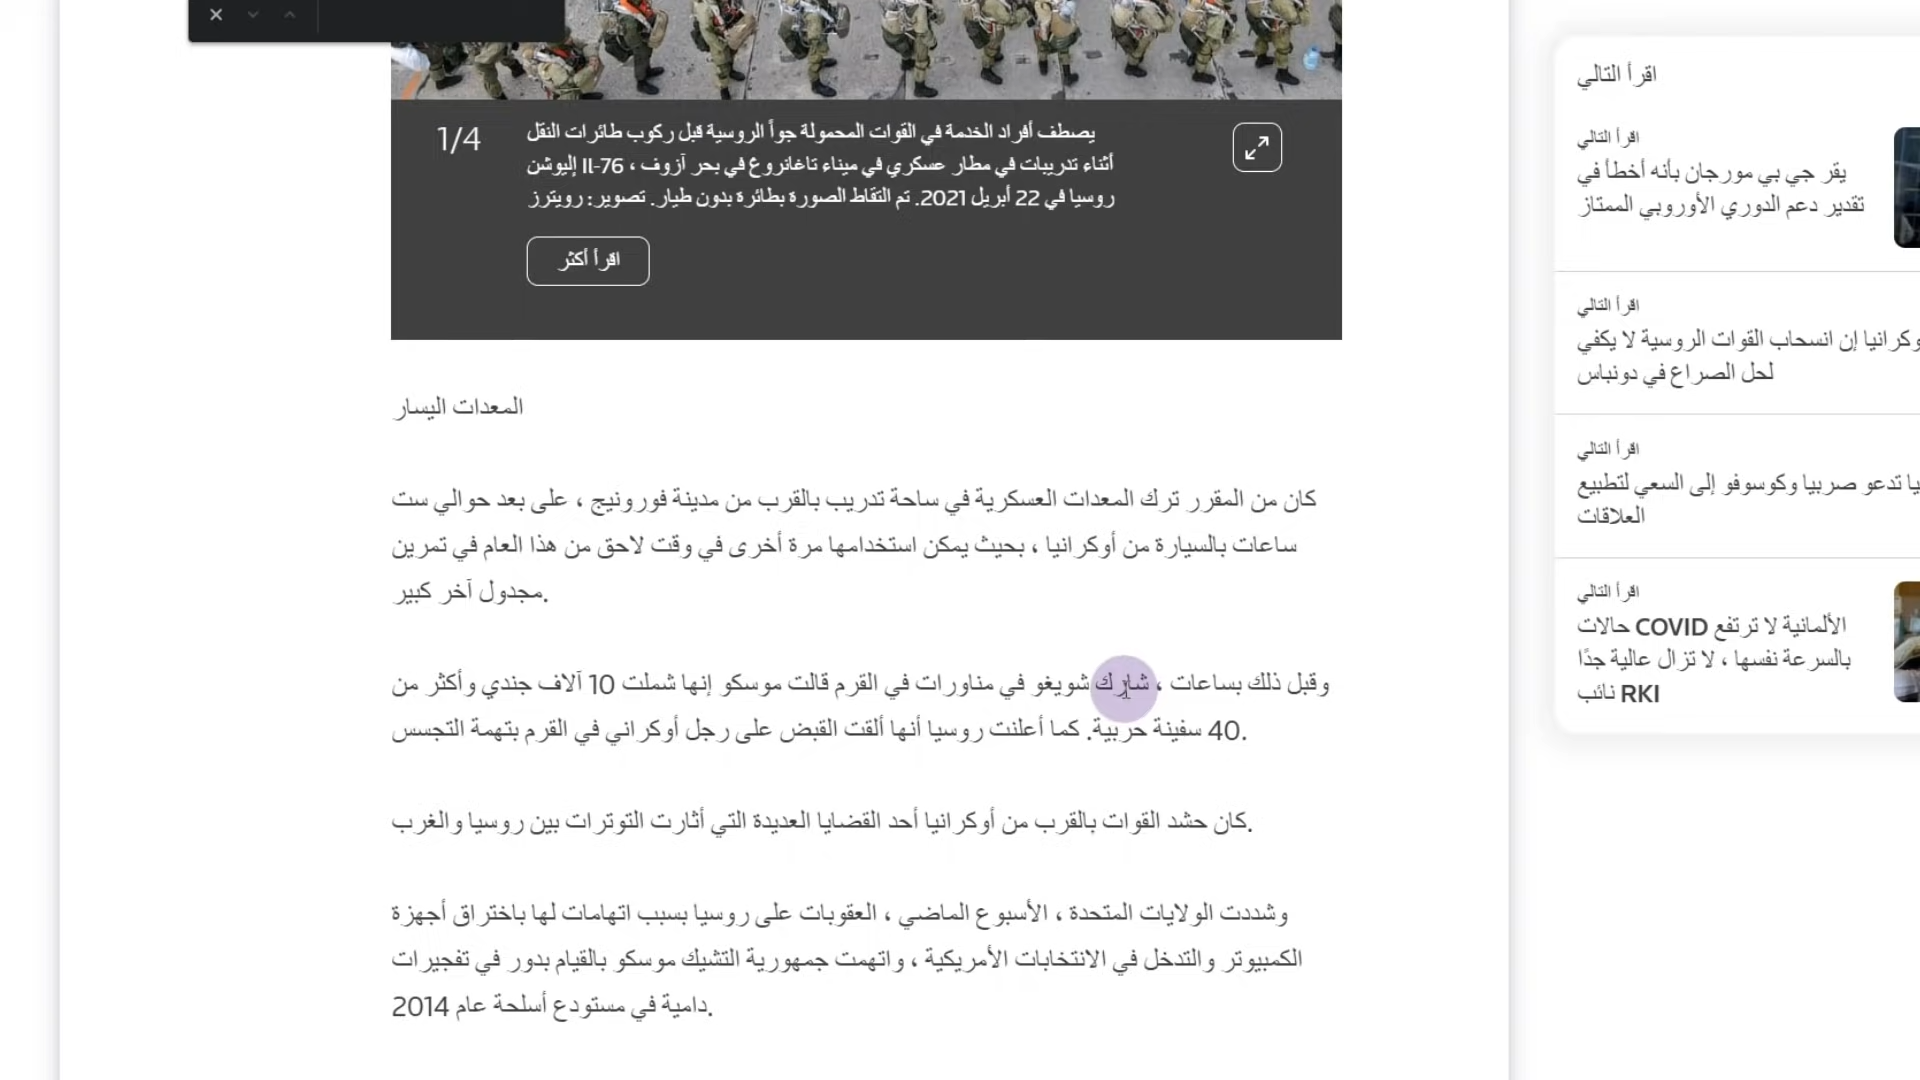 1/4
يصطف أفراد الخدمة في القوات المحمولة جواً الروسية قبل ركوب طائرات النقل
أثناء تدريبات في مطار عسكري في ميناء تاغانروغ في بحر آزوف ، Il-76 إليوشن
روسيا في 22 أبريل 2021. تم التقاط الصورة بطائرة بدون طيار. تصوير: رويترز
اقرأ أكثر
المعدات اليسار
كان من المقرر ترك المعدات العسكرية في ساحة تدريب بالقرب من مدينة فورونيج ، على بعد حوالي ست
ساعات بالسيارة من أوكرانيا ، بحيث يمكن استخدامها مرة أخرى في وقت لاحق من هذا العام في تمرين
مجدول آخر كبير.
وقبل ذلك بساعات ، شارك شويغو في مناورات في القرم قالت موسكو إنها شملت 10 آلاف جندي وأكثر من
40 سفينة حربية. كما أعلنت روسيا أنها ألقت القبض على رجل أوكراني في القرم بتهمة التجسس.
كان حشد القوات بالقرب من أوكرانيا أحد القضايا العديدة التي أثارت التوترات بين روسيا والغرب.
وشددت الولايات المتحدة ، الأسبوع الماضي ، العقوبات على روسيا بسبب اتهامات لها باختراق أجهزة
الكمبيوتر والتدخل في الانتخابات الأمريكية ، واتهمت جمهورية التشيك موسكو بالقيام بدور في تفجيرات
دامية في مستودع أسلحة عام 2014.
اقرأ التالي
اقرأ التالي
يقر جي بي مورجان بأنه أخطأ في
تقدير دعم الدوري الأوروبي الممتاز
اقرأ التالي
إن انسحاب القوات الروسية لا يكفي
لحل الصراع في دونباس
اقرأ التالي
تدعو صربيا وكوسوفو إلى السعي لتطبيع
العلاقات
اقرأ التالي
الألمانية لا ترتفع COVID حالات
بالسرعة نفسها ، لا تزال عالية جدًا
RKI نائب